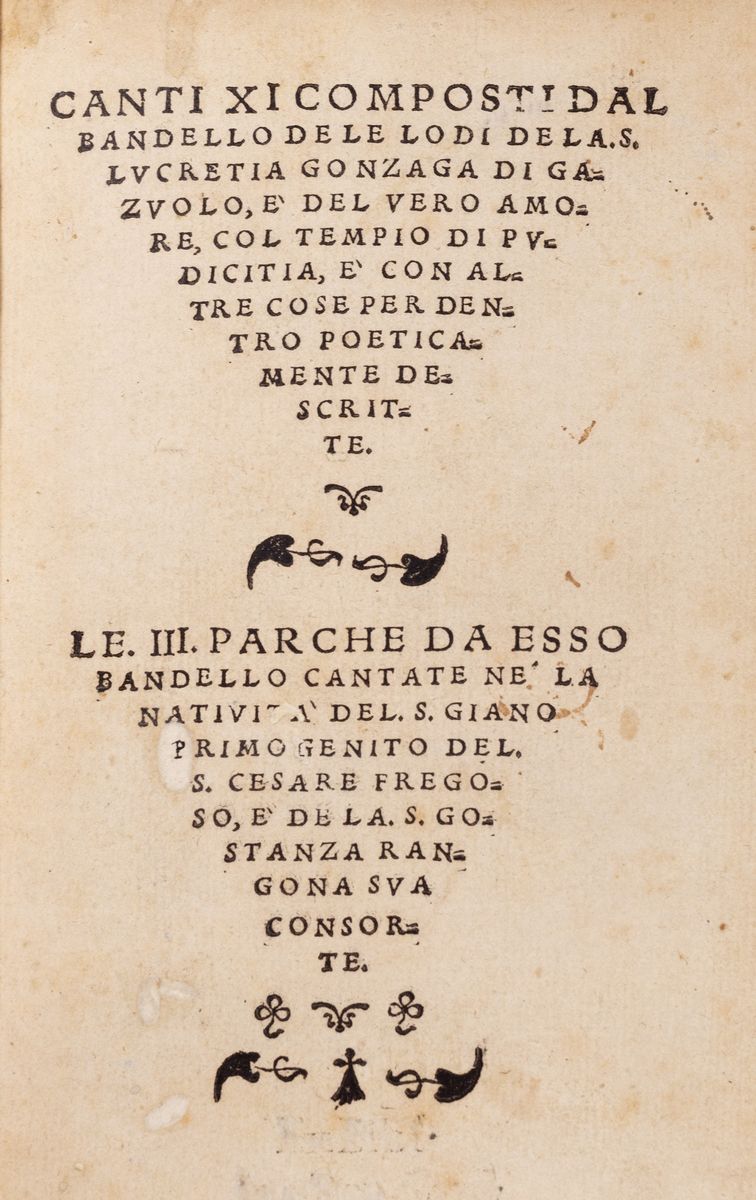 CANTI XI COMPOSTI DAL
BANDELLO DE LE LODI DE LA. S.
LVCRETIA GONZAGA DI GA=
ZVOLO, E' DEL VERO AMO=
RE, COL TEMPIO DI PV=
DICITIA, E' CON AL=
TRE COSE PER DEN=
TRO POETICA=
MENTE DE=
SCRIT=
TE.
LE. III. PARCHE DA ESSO
BANDELLO CANTATE NE' LA
NATIVITA' DEL. S. GIANO
PRIMOGENITO DEL.
S. CESARE FREGO=
SO, E' DE LA. S. GO=
STANZA RAN=
GONA SVA
CONSOR=
TE.